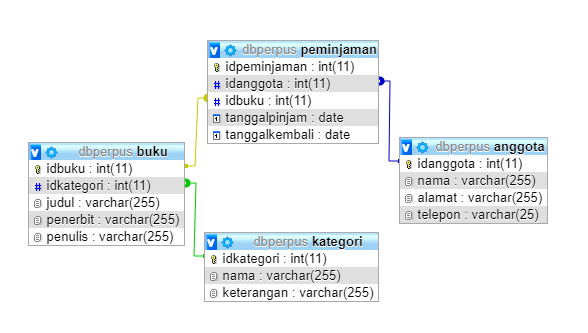 dbperpus peminjaman
idpeminjaman : int(11)
idanggota : int(11)
idbuku : int(11)
tanggalpinjam : date
tanggalkembali : date
dbperpus buku
idbuku : int(11)
idkategori : int(11)
judul : varchar(255)
penerbit : varchar(255)
penulis : varchar(255)
dbperpus anggota
idanggota : int(11)
nama : varchar(255)
alamat : varchar(255)
telepon : varchar(25)
dbperpus kategori
idkategori : int(11)
nama : varchar(255)
keterangan : varchar(255)